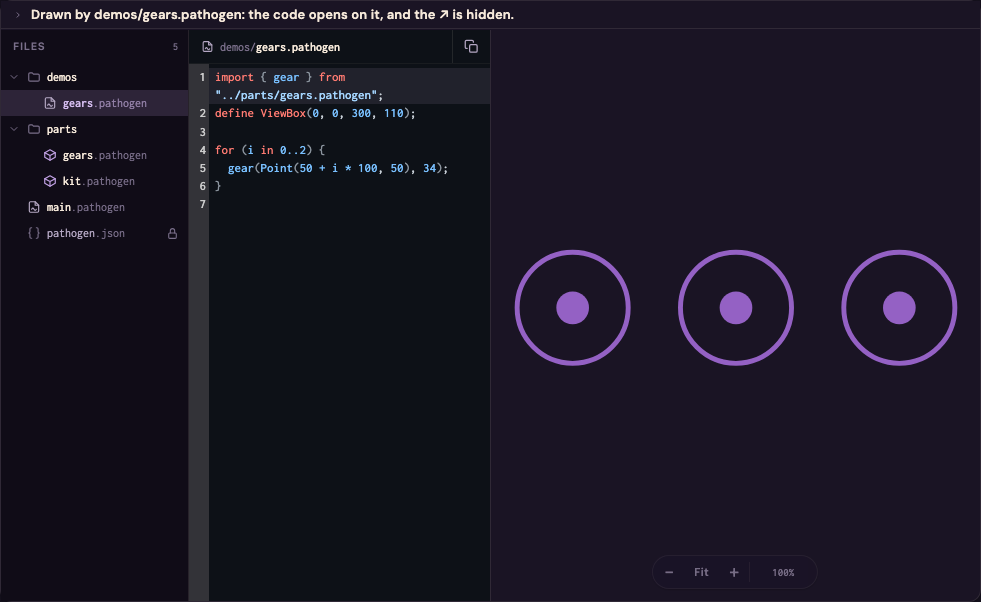 Drawn by demos/gears.pathogen: the code opens on it, and the ↗ is hidden.
FILES 5
demos
gears.pathogen
parts
gears.pathogen
kit.pathogen
main.pathogen
{} pathogen.json
demos/gears.pathogen
1 import { gear } from
"../parts/gears.pathogen";
2 define ViewBox(0, 0, 300, 110);
3
4 for (i in 0..2) {
5 gear(Point(50 + i * 100, 50), 34);
6 }
7
− Fit + 100%